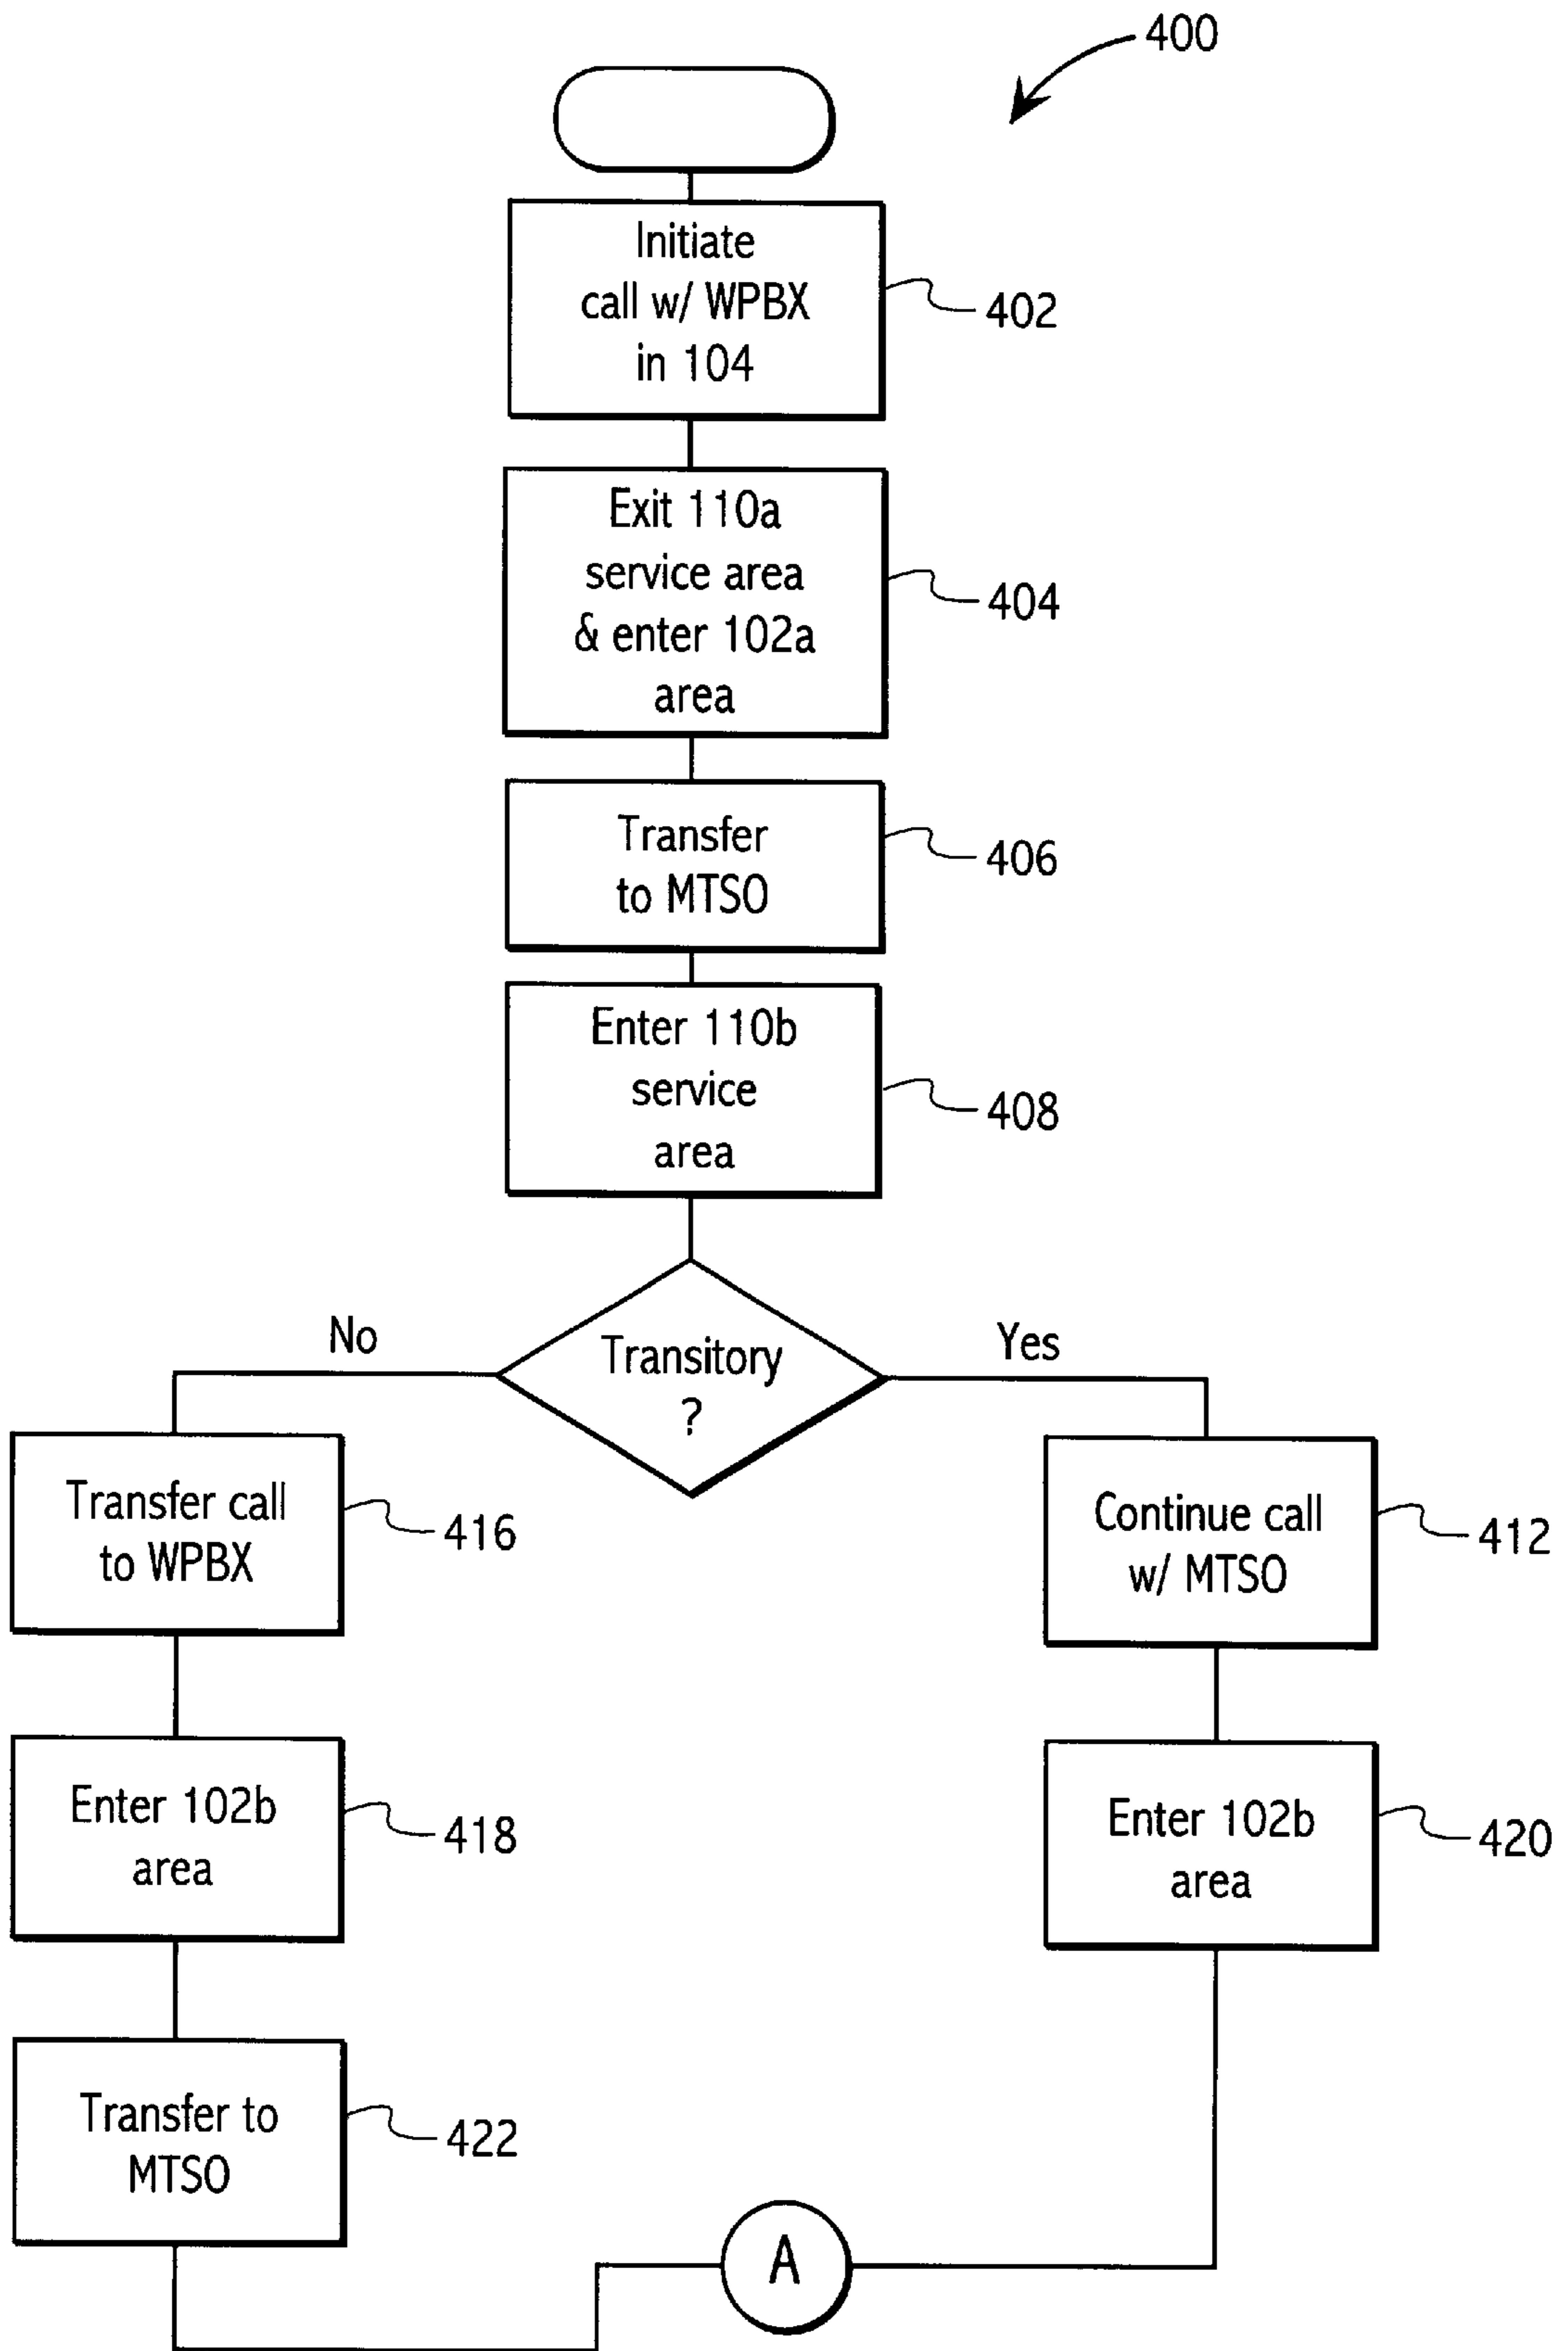 400
Initiate
call w/ WPBX
in 104
402
Exit 110a
service area
& enter 102a
area
404
Transfer
to MTSO
406
Enter 110b
service
area
408
Transitory
?
No
Yes
Transfer call
to WPBX
416
Continue call
w/ MTSO
412
Enter 102b
area
418
Enter 102b
area
420
Transfer to
MTSO
422
A